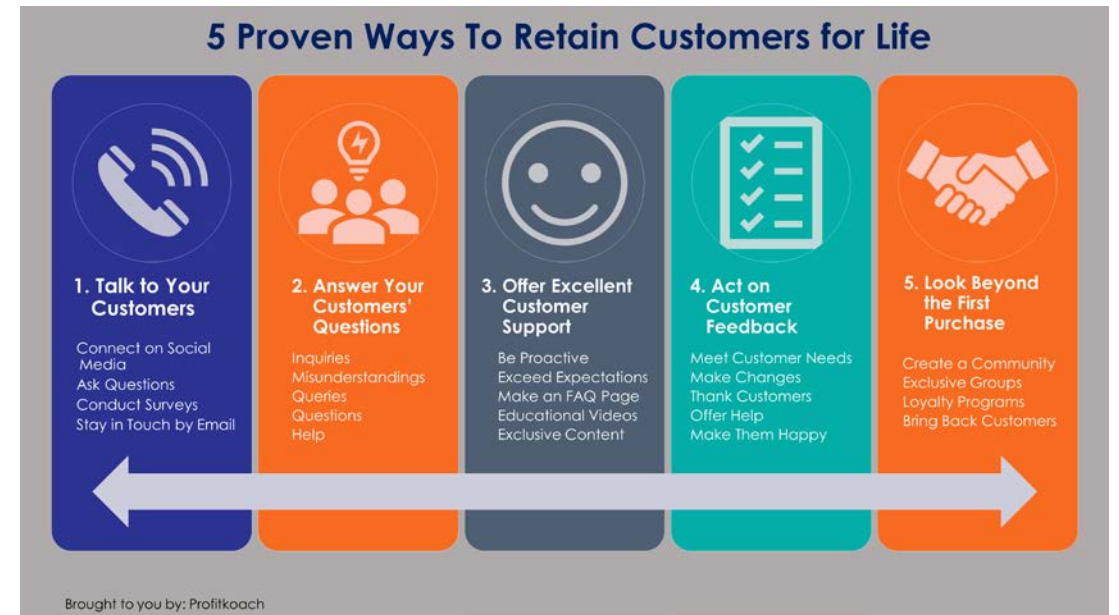 5 Proven Ways To Retain Customers for Life
1. Talk to Your
Customers
Connect on Social
Media
Ask Questions
Conduct Surveys
Stay in Touch by Email
2. Answer Your
Customers'
Questions
Inquiries
Misunderstandings
Queries
Questions
Help
3. Offer Excellent
Customer
Support
Be Proactive
Exceed Expectations
Make an FAQ Page
Educational Videos
Exclusive Content
4. Act on
Customer
Feedback
Meet Customer Needs
Make Changes
Thank Customers
Offer Help
Make Them Happy
5. Look Beyond
the First
Purchase
Create a Community
Exclusive Groups
Loyalty Programs
Bring Back Customers
Brought to you by: Profitkoach